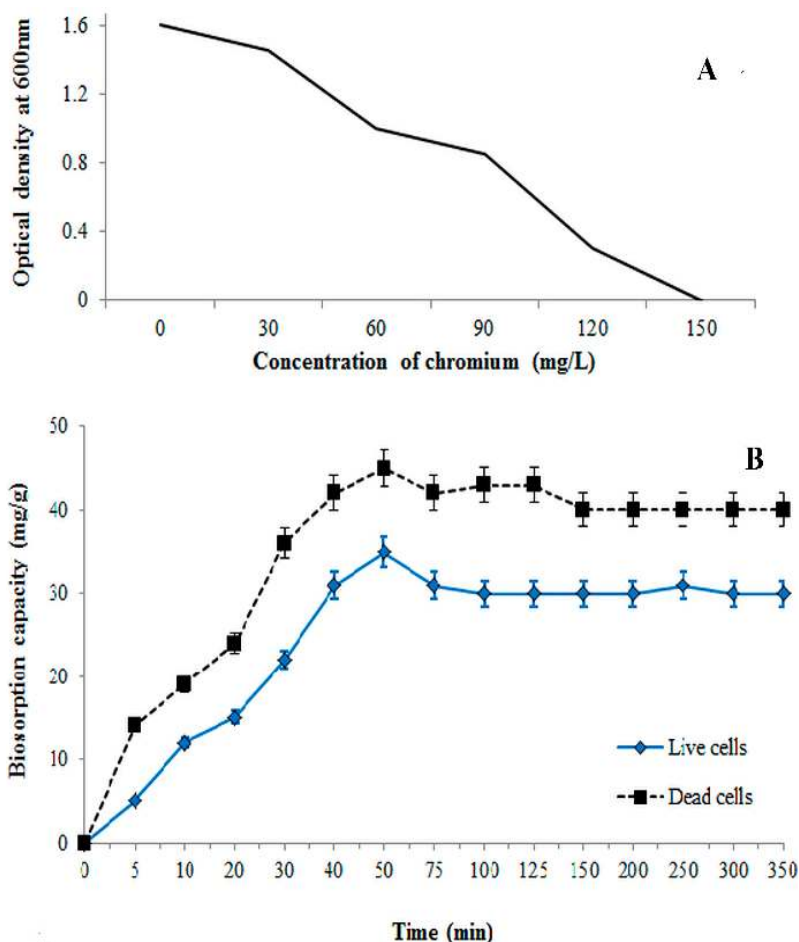 Optical density at 600nm
1.6
1.2
0.8
0.4
0
A
0 30 60 90 120 150
Concentration of chromium (mg/L)
Biosorption capacity (mg/g)
50
40
30
20
10
0
B
Live cells
Dead cells
0 5 10 20 30 40 50 75 100 125 150 200 250 300 350
Time (min)